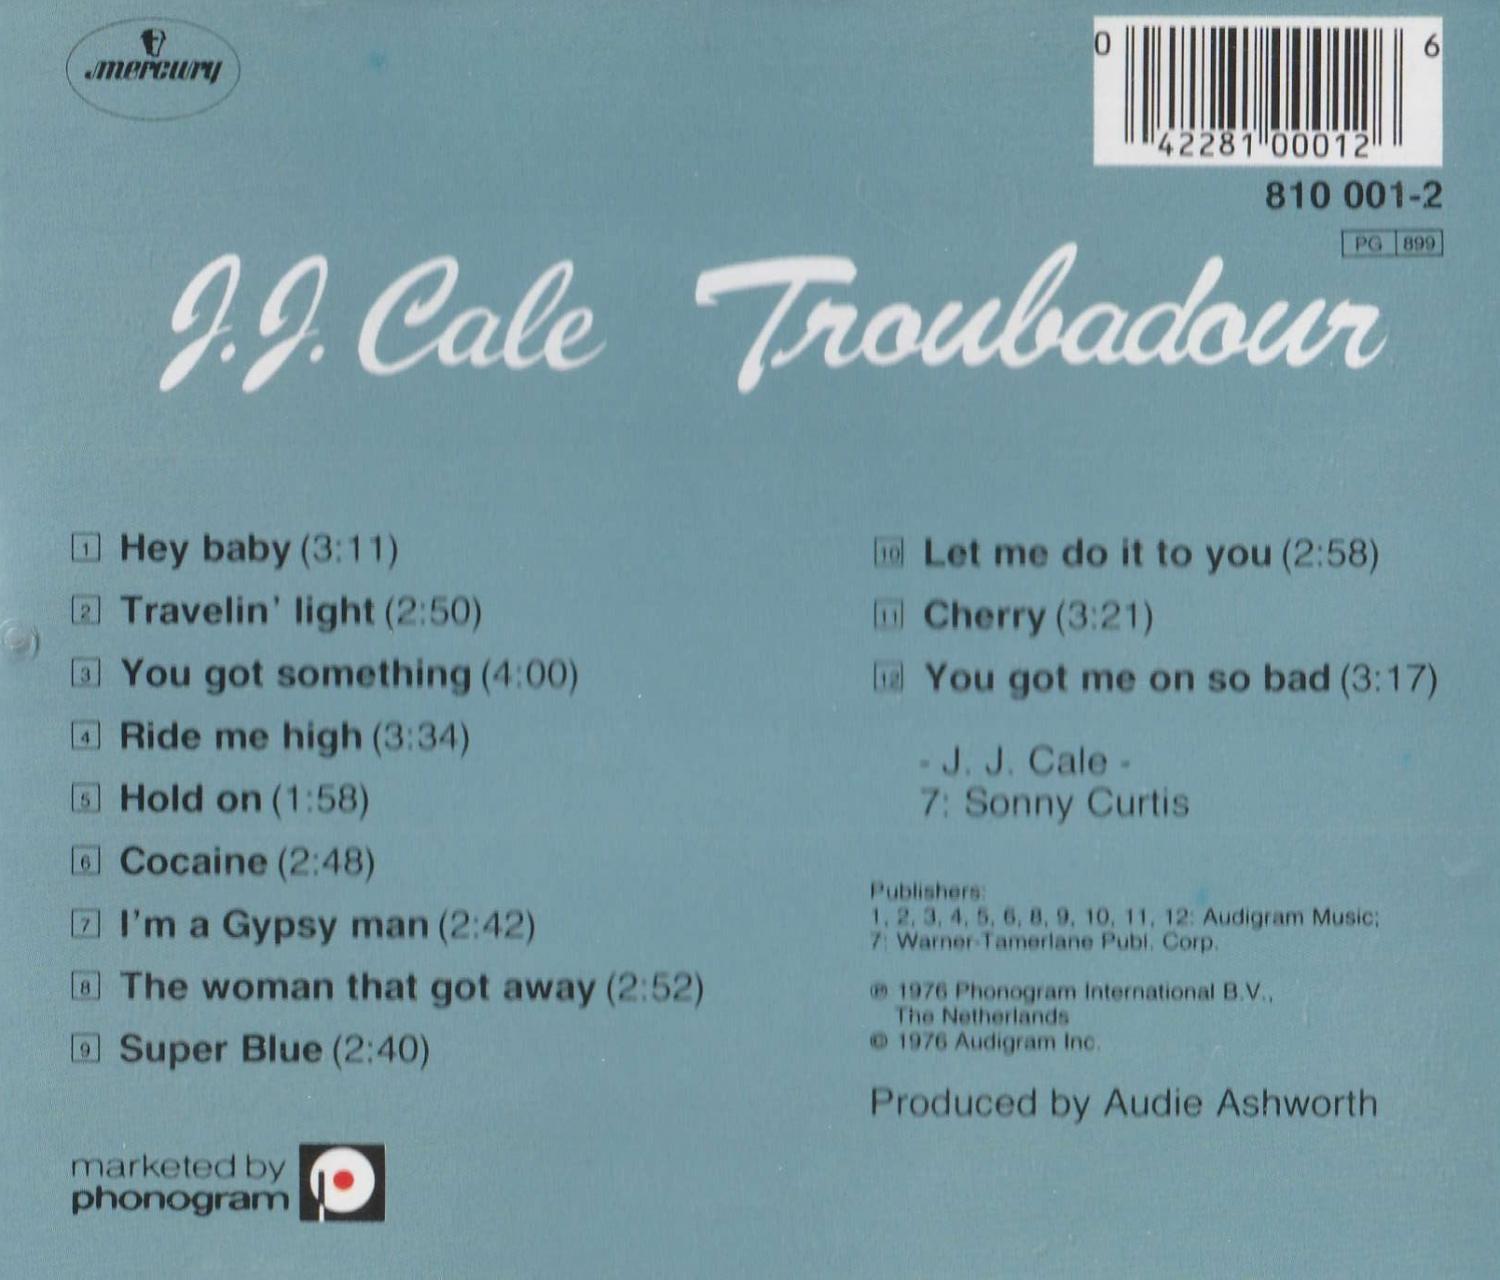 mercury
0 42281 00012 6
810 001-2
PG 899
J.J. Cale Troubadour
1 Hey baby (3:11)
2 Travelin' light (2:50)
3 You got something (4:00)
4 Ride me high (3:34)
5 Hold on (1:58)
6 Cocaine (2:48)
7 I'm a Gypsy man (2:42)
8 The woman that got away (2:52)
9 Super Blue (2:40)
10 Let me do it to you (2:58)
11 Cherry (3:21)
12 You got me on so bad (3:17)
- J. J. Cale -
7: Sonny Curtis
Publishers:
1, 2, 3, 4, 5, 6, 8, 9, 10, 11, 12: Audigram Music;
7: Warner-Tamerlane Publ. Corp.
℗ 1976 Phonogram International B.V.,
The Netherlands
© 1976 Audigram Inc.
Produced by Audie Ashworth
marketed by
phonogram